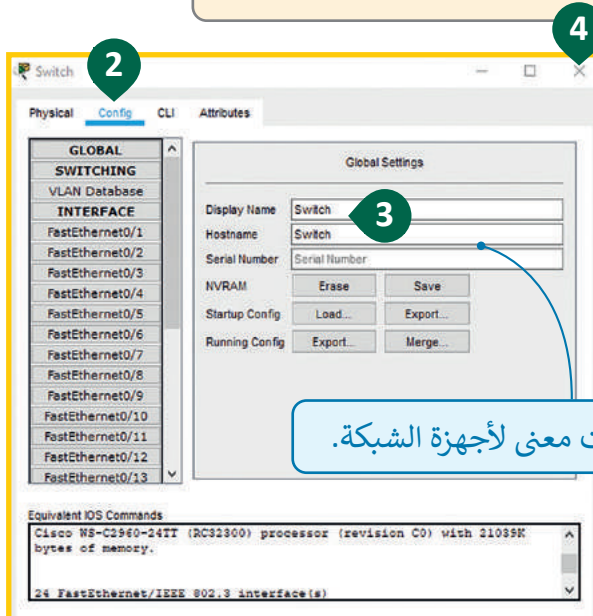 4
Switch
2
Physical Config CLI Attributes
GLOBAL
SWITCHING
VLAN Database
INTERFACE
FastEthernet0/1
FastEthernet0/2
FastEthernet0/3
FastEthernet0/4
FastEthernet0/5
FastEthernet0/6
FastEthernet0/7
FastEthernet0/8
FastEthernet0/9
FastEthernet0/10
FastEthernet0/11
FastEthernet0/12
FastEthernet0/13
Global Settings
Display Name Switch
3
Hostname Switch
Serial Number Serial Number
NVRAM Erase Save
Startup Config Load... Export...
Running Config Export... Merge...
معنى لأجهزة الشبكة.
Equivalent IOS Commands
Cisco WS-C2960-24TT (RC32300) processor (revision C0) with 21039K
bytes of memory.
24 FastEthernet/IEEE 802.3 interface(s)